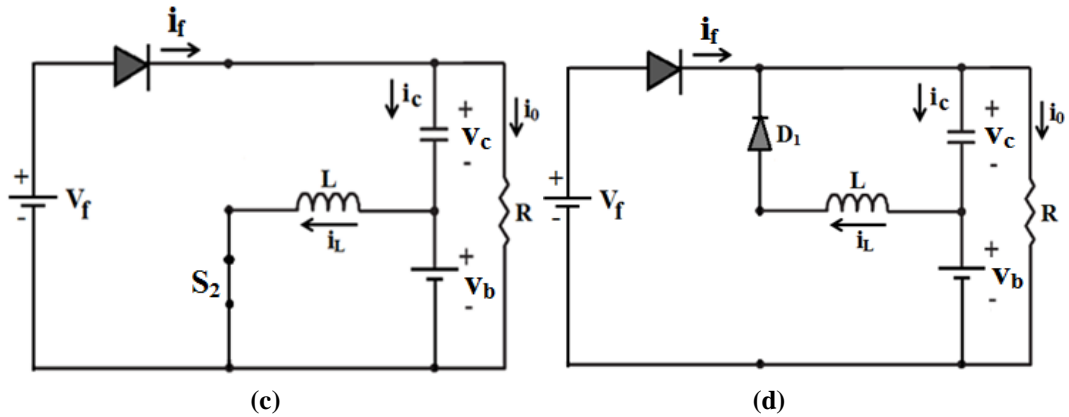 i_f
i_c
+
v_c
-
i_0
+
V_f
-
L
i_L
R
S_2
+
v_b
-
(c)
i_f
i_c
+
v_c
-
i_0
D_1
+
V_f
-
L
i_L
R
+
v_b
-
(d)